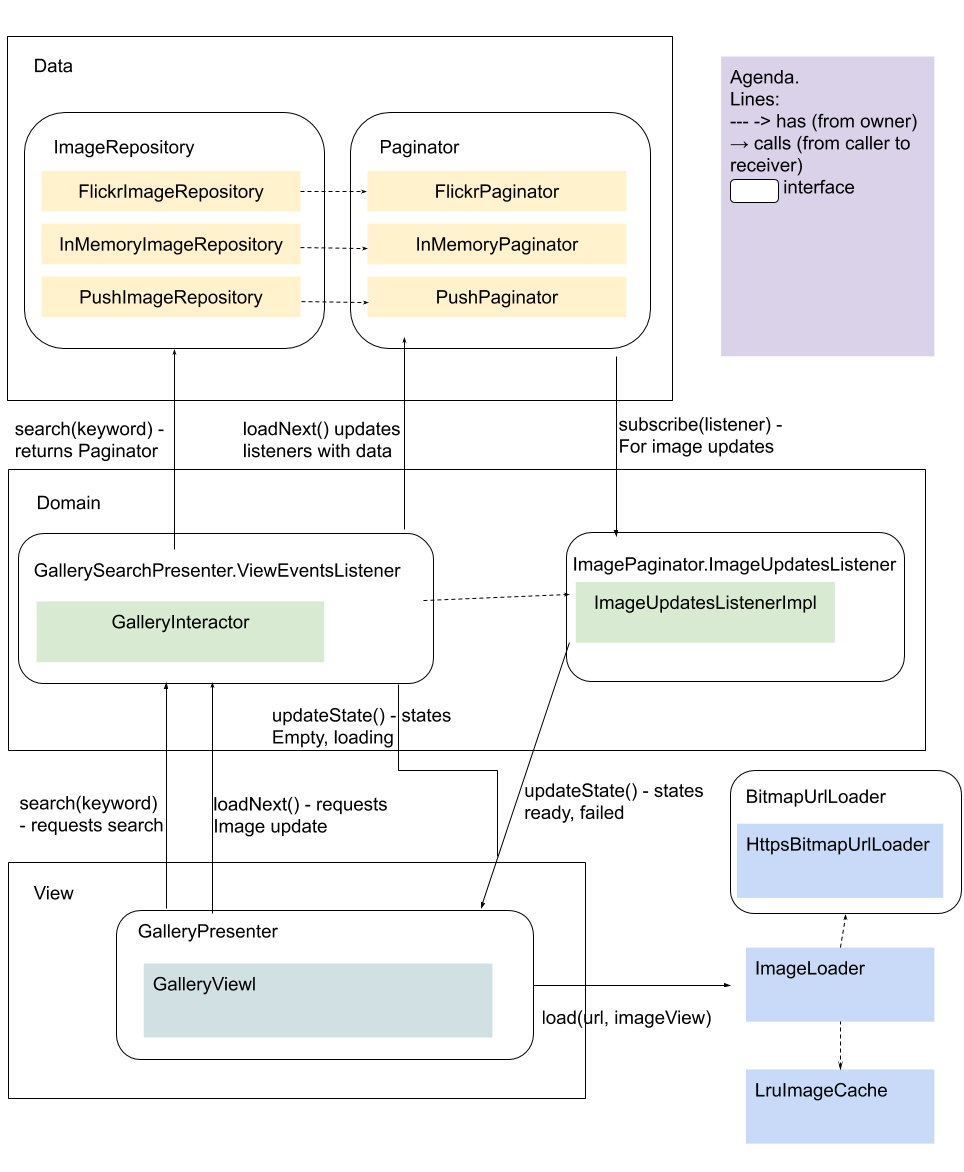 Data
ImageRepository
FlickrImageRepository
InMemoryImageRepository
PushImageRepository
Paginator
FlickrPaginator
InMemoryPaginator
PushPaginator
Agenda.
Lines:
--- -> has (from owner)
→ calls (from caller to
receiver)
interface
search(keyword) -
returns Paginator
loadNext() updates
listeners with data
subscribe(listener) -
For image updates
Domain
GallerySearchPresenter.ViewEventsListener
GalleryInteractor
ImagePaginator.ImageUpdatesListener
ImageUpdatesListenerImpl
updateState() - states
Empty, loading
search(keyword)
- requests search
loadNext() - requests
Image update
updateState() - states
ready, failed
BitmapUrlLoader
HttpsBitmapUrlLoader
View
GalleryPresenter
GalleryViewI
load(url, imageView)
ImageLoader
LruImageCache